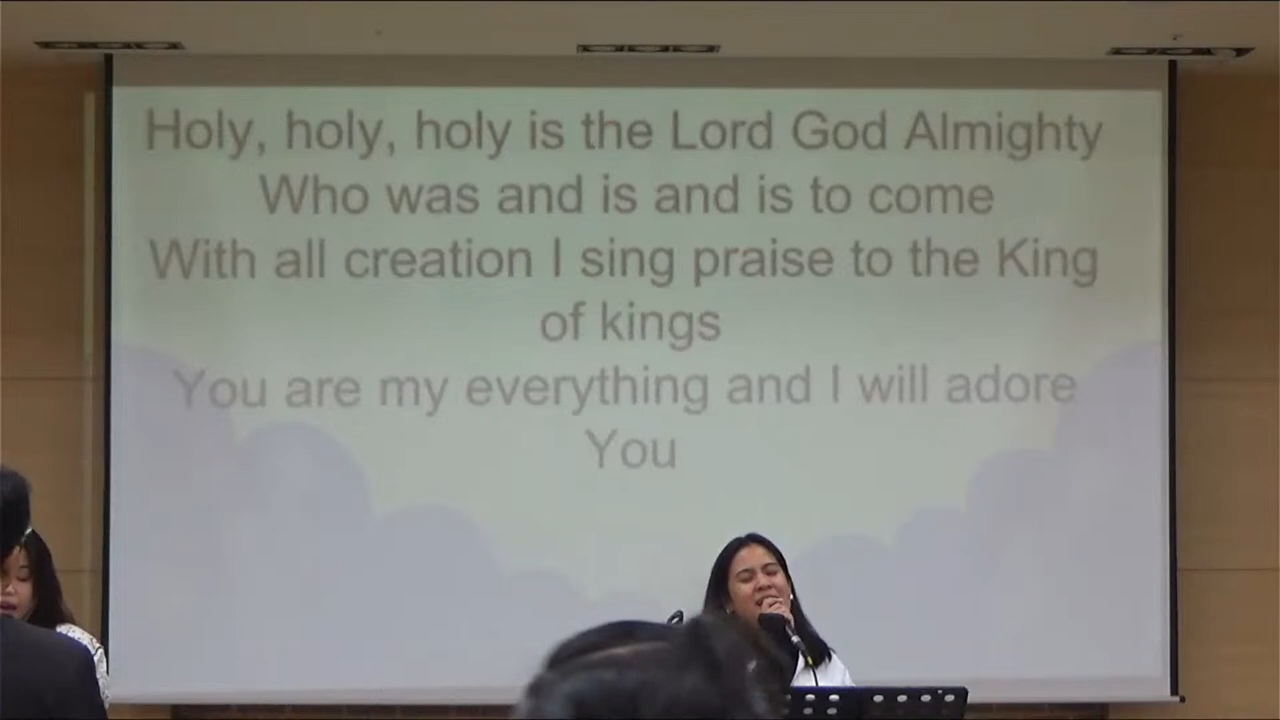 Holy, holy, holy is the Lord God Almighty
Who was and is and is to come
With all creation I sing praise to the King
of kings
You are my everything and I will adore
You